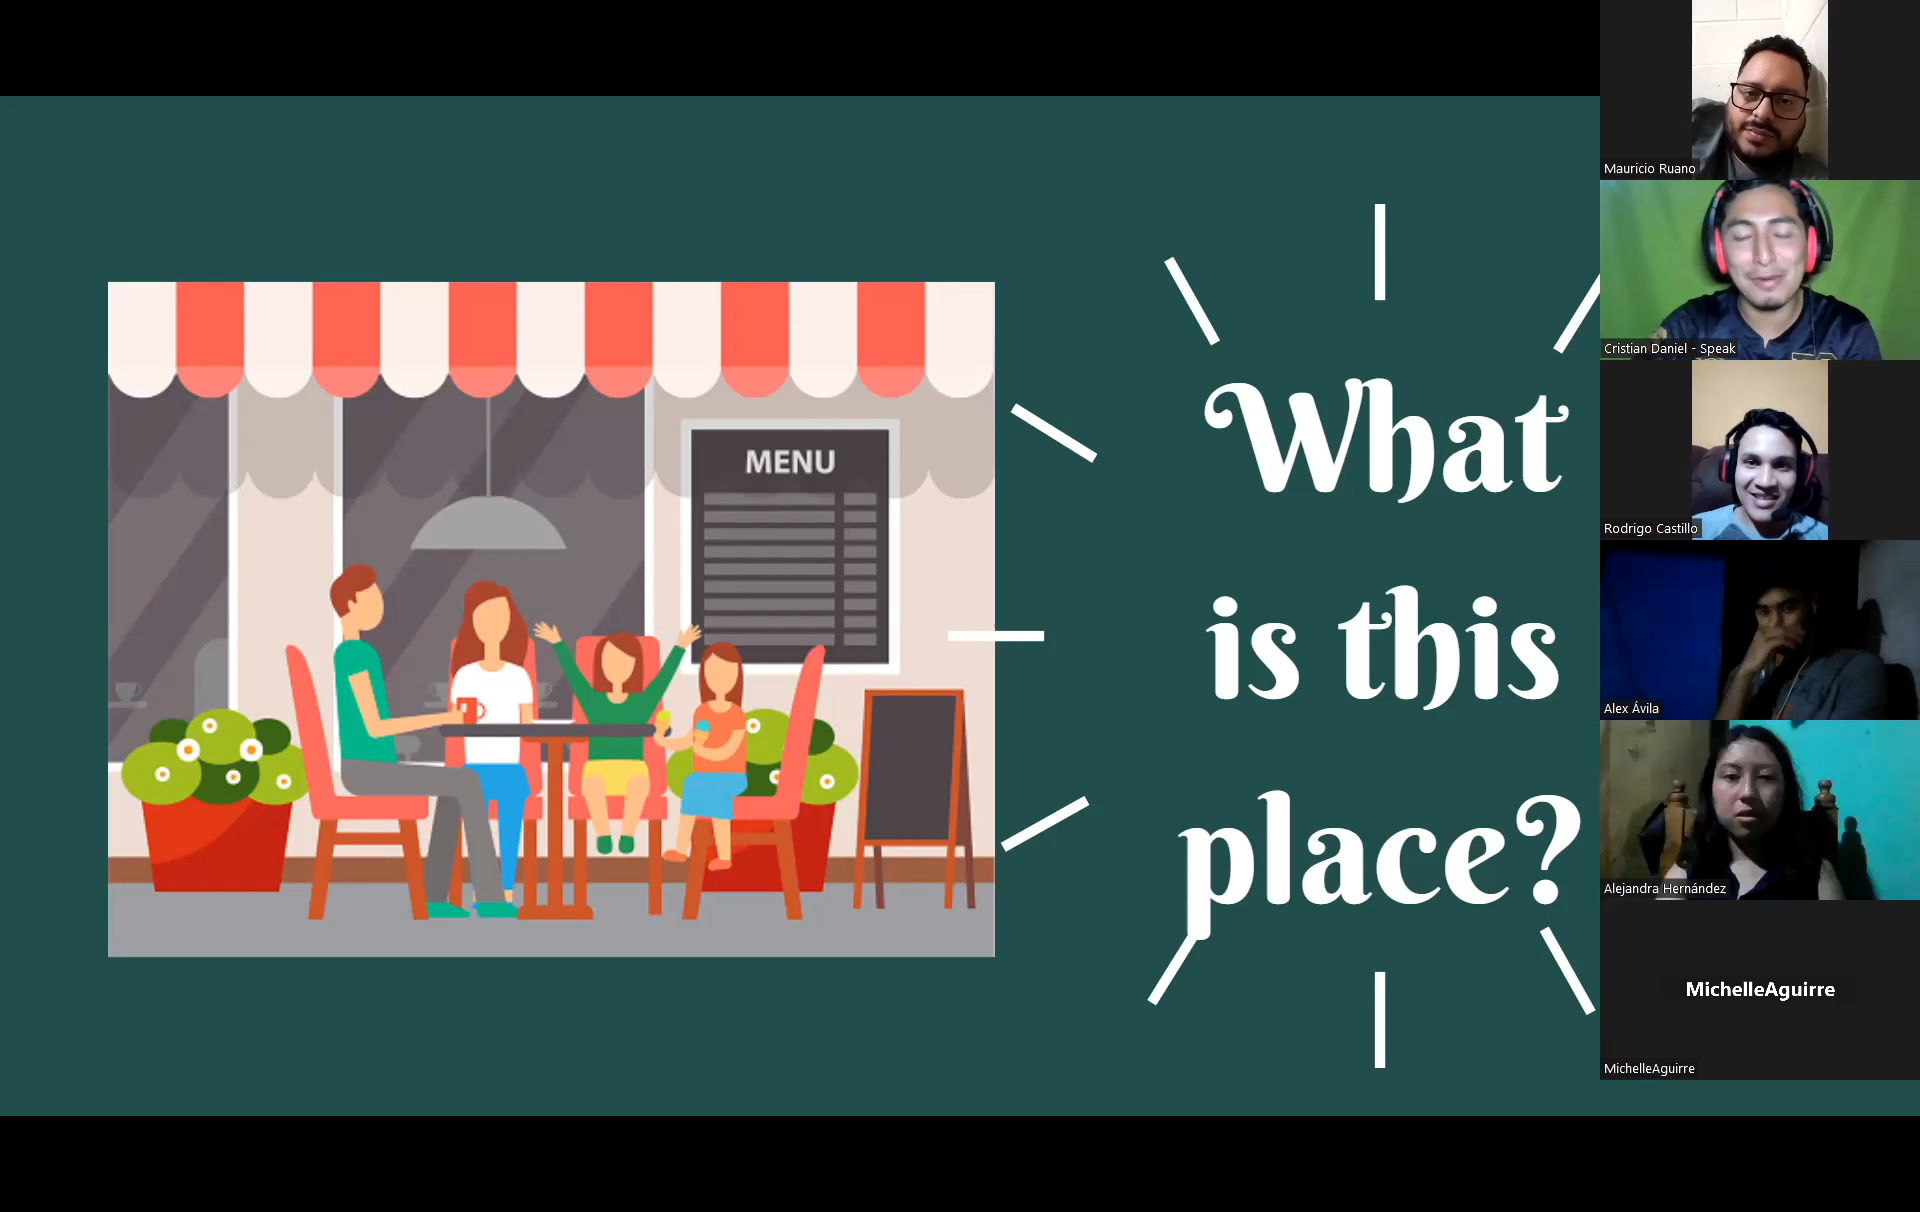 MENU
What
is this
place?
Mauricio Ruano
Cristian Daniel - Speak
Rodrigo Castillo
Alex Ávila
Alejandra Hernández
MichelleAguirre
MichelleAguirre